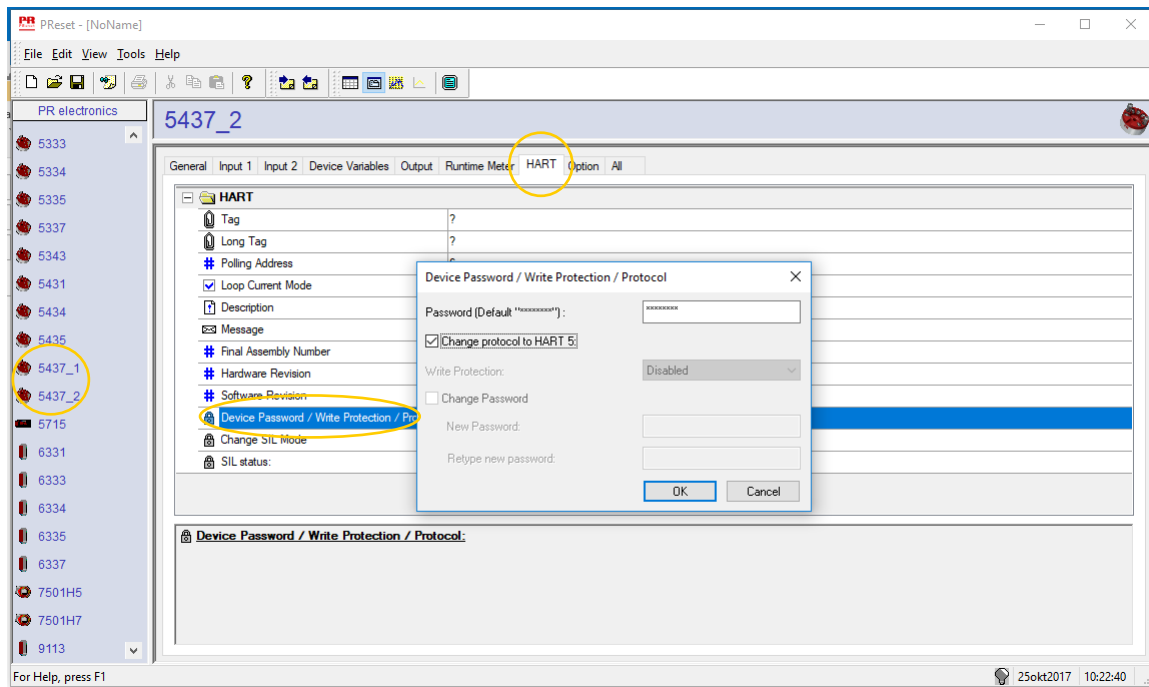 PR PReset - [NoName]
File Edit View Tools Help
PR electronics
5333
5334
5335
5337
5343
5431
5434
5435
5437_1
5437_2
5715
6331
6333
6334
6335
6337
7501H5
7501H7
9113
5437_2
General Input 1 Input 2 Device Variables Output Runtime Meter HART Option All
HART
Tag ?
Long Tag ?
Polling Address
Loop Current Mode
Description
Message
Final Assembly Number
Hardware Revision
Software Revision
Device Password / Write Protection / Pro
Change SIL Mode
SIL status:
Device Password / Write Protection / Protocol
Password (Default "********") : ********
Change protocol to HART 5:
Write Protection: Disabled
Change Password
New Password:
Retype new password:
OK Cancel
Device Password / Write Protection / Protocol:
For Help, press F1 25okt2017 10:22:40